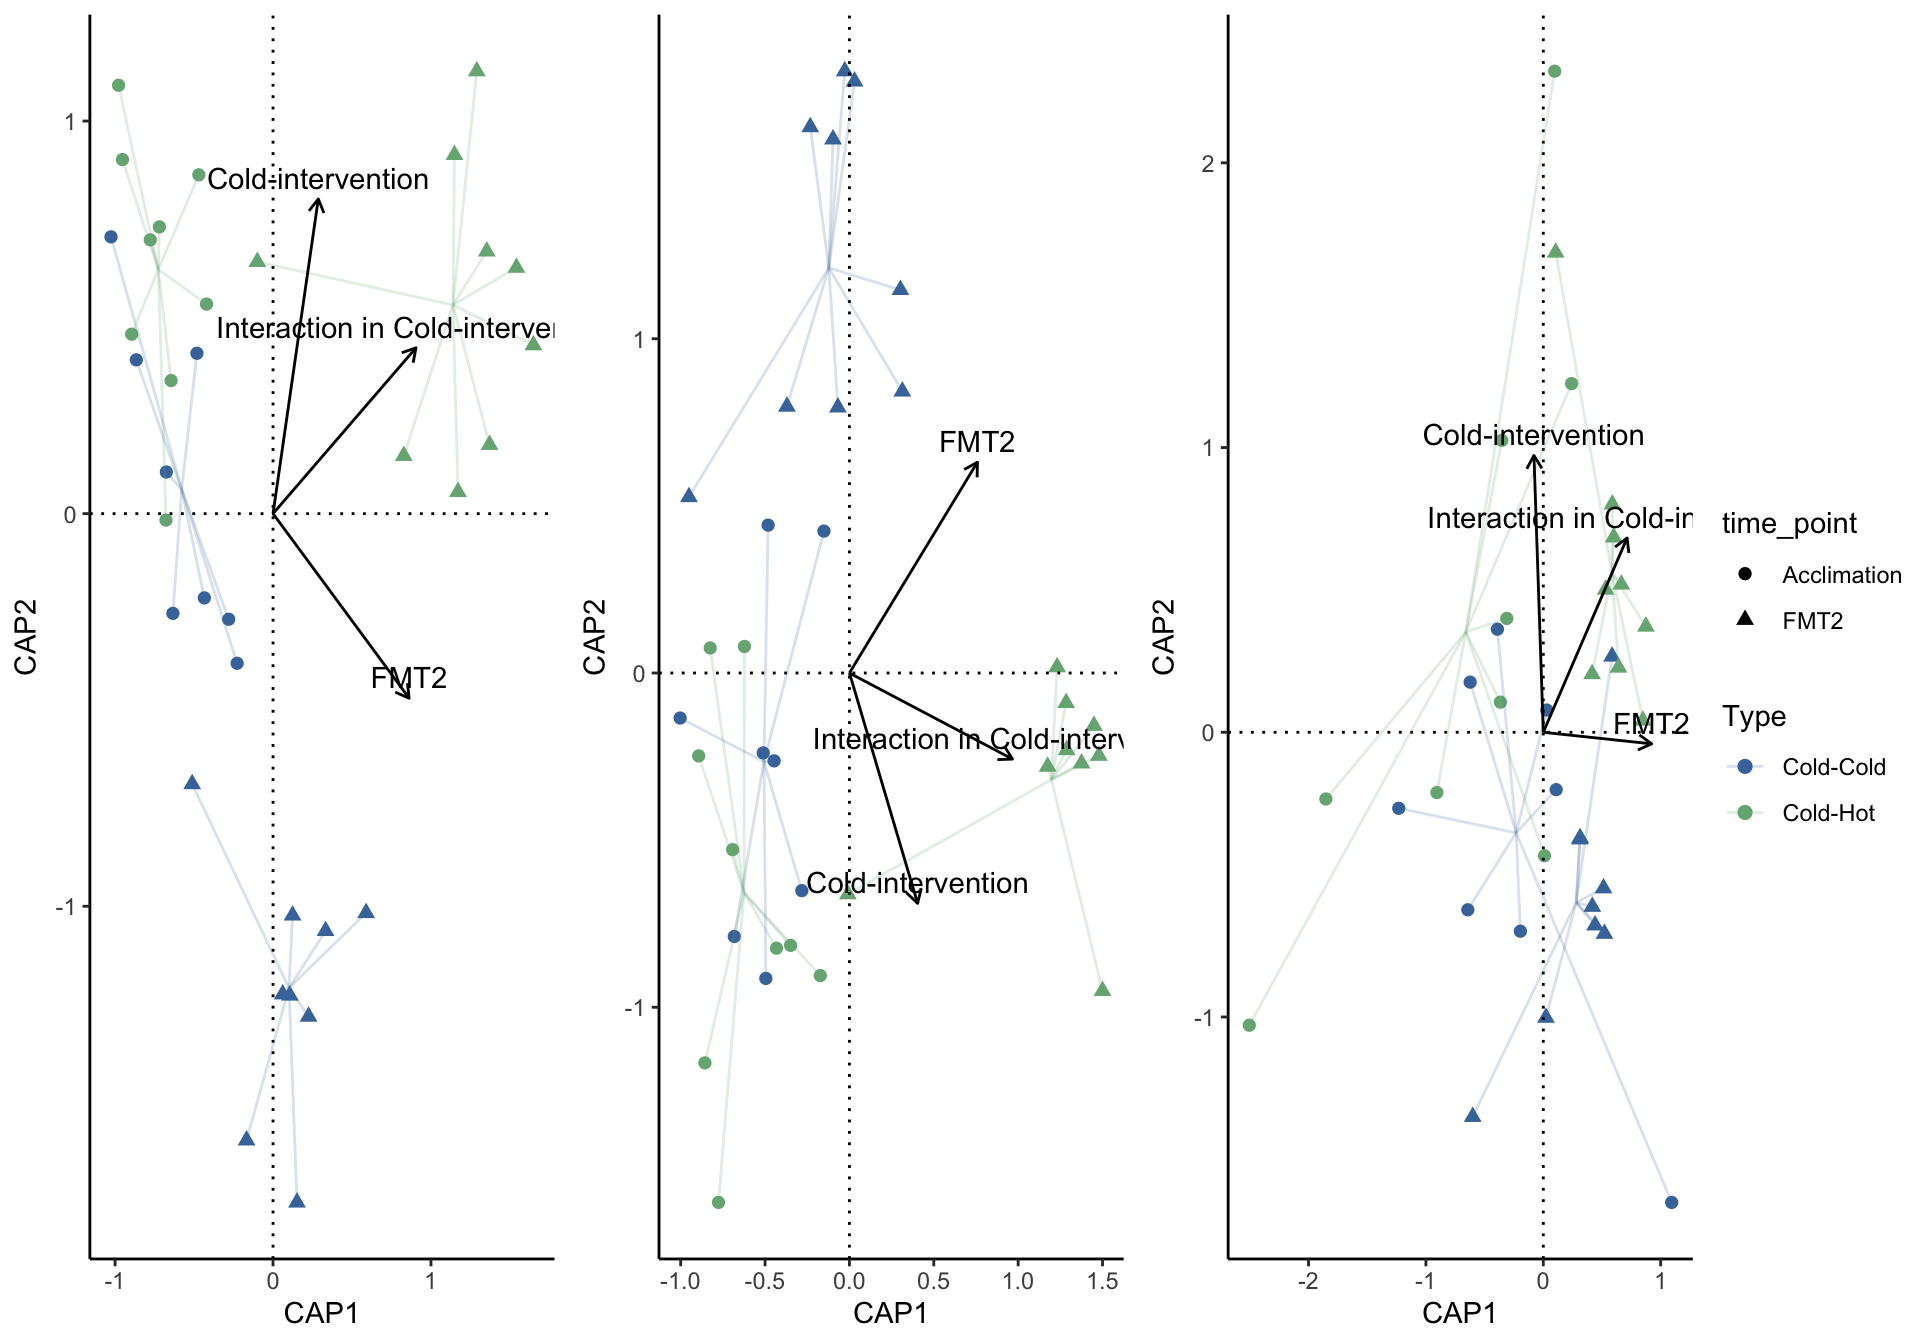 CAP2
1
0
-1
Cold-intervention
Interaction in Cold-interve
FMT2
-1
0
1
CAP1
CAP2
1
0
-1
FMT2
Interaction in Cold-interv
Cold-intervention
-1.0
-0.5
0.0
0.5
1.0
1.5
CAP1
CAP2
2
1
0
-1
Cold-intervention
Interaction in Cold-in
FMT2
-2
-1
0
1
CAP1
time_point
Acclimation
FMT2
Type
Cold-Cold
Cold-Hot